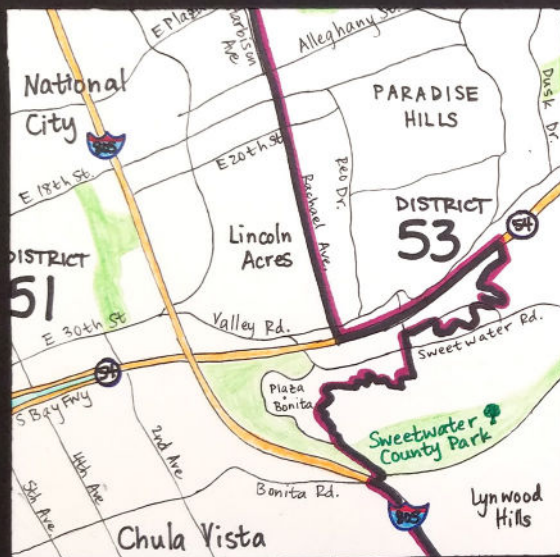 E Plaza
Harbison
Ave
Alleghany St.
National
City
805
PARADISE
HILLS
Dusk Dr.
E 18th St.
E 20th St.
Reo Dr.
Rachael Ave.
DISTRICT
53
54
Lincoln
Acres
DISTRICT
51
E 30th St
Valley Rd.
Sweetwater Rd.
54
S Bay Fwy
Plaza
Bonita
Sweetwater
County Park
5th Ave.
4th Ave
2nd Ave
Bonita Rd.
805
Lynwood
Hills
Chula Vista